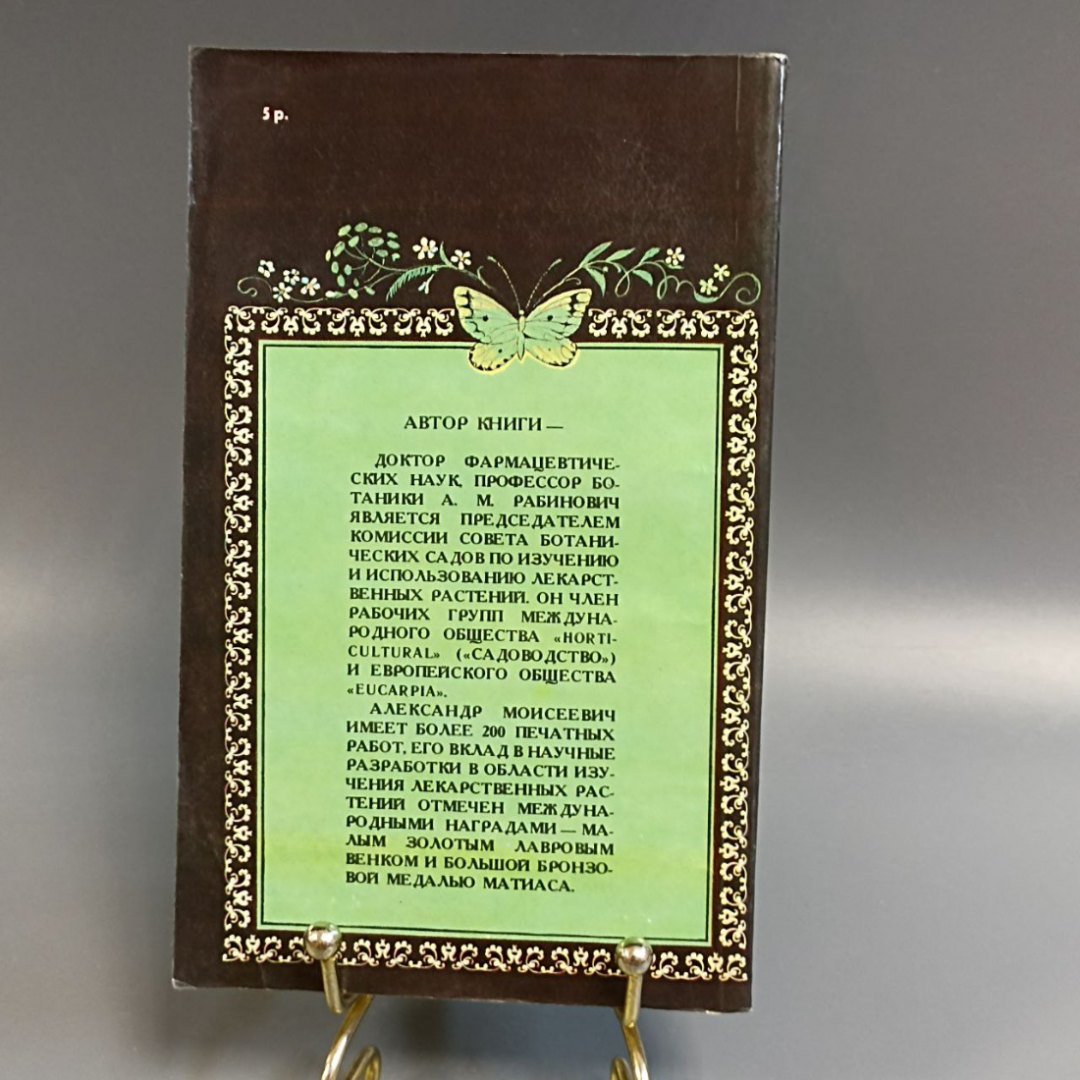 5 р.
АВТОР КНИГИ —
ДОКТОР ФАРМАЦЕВТИЧЕ-
СКИХ НАУК, ПРОФЕССОР БО-
ТАНИКИ А. М. РАБИНОВИЧ
ЯВЛЯЕТСЯ ПРЕДСЕДАТЕЛЕМ
КОМИССИИ СОВЕТА БОТАНИ-
ЧЕСКИХ САДОВ ПО ИЗУЧЕНИЮ
И ИСПОЛЬЗОВАНИЮ ЛЕКАРСТ-
ВЕННЫХ РАСТЕНИЙ. ОН ЧЛЕН
РАБОЧИХ ГРУПП МЕЖДУНА-
РОДНОГО ОБЩЕСТВА «HORTI-
CULTURAL» («САДОВОДСТВО»)
И ЕВРОПЕЙСКОГО ОБЩЕСТВА
«EUCARPIA».
АЛЕКСАНДР МОИСЕЕВИЧ
ИМЕЕТ БОЛЕЕ 200 ПЕЧАТНЫХ
РАБОТ, ЕГО ВКЛАД В НАУЧНЫЕ
РАЗРАБОТКИ В ОБЛАСТИ ИЗУ-
ЧЕНИЯ ЛЕКАРСТВЕННЫХ РАС-
ТЕНИЙ ОТМЕЧЕН МЕЖДУНА-
РОДНЫМИ НАГРАДАМИ — МА-
ЛЫМ ЗОЛОТЫМ ЛАВРОВЫМ
ВЕНКОМ И БОЛЬШОЙ БРОНЗО-
ВОЙ МЕДАЛЬЮ МАТИАСА.